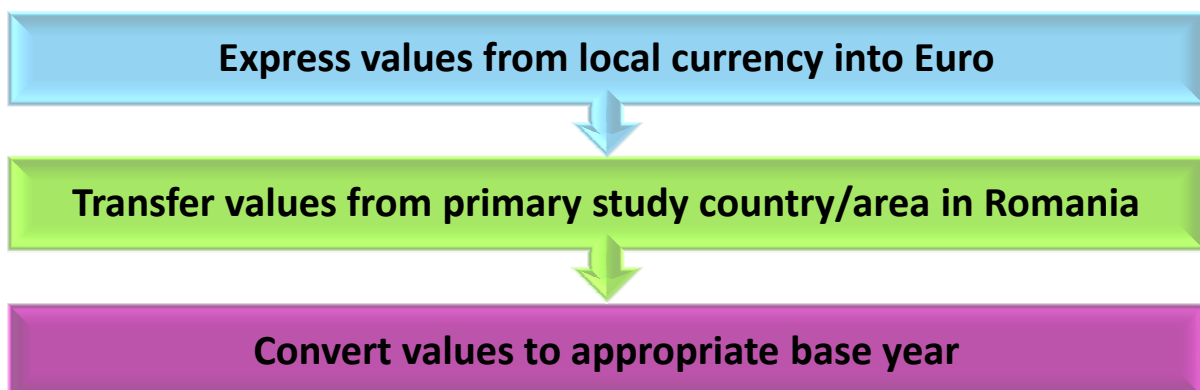 Express values from local currency into Euro
Transfer values from primary study country/area in Romania
Convert values to appropriate base year